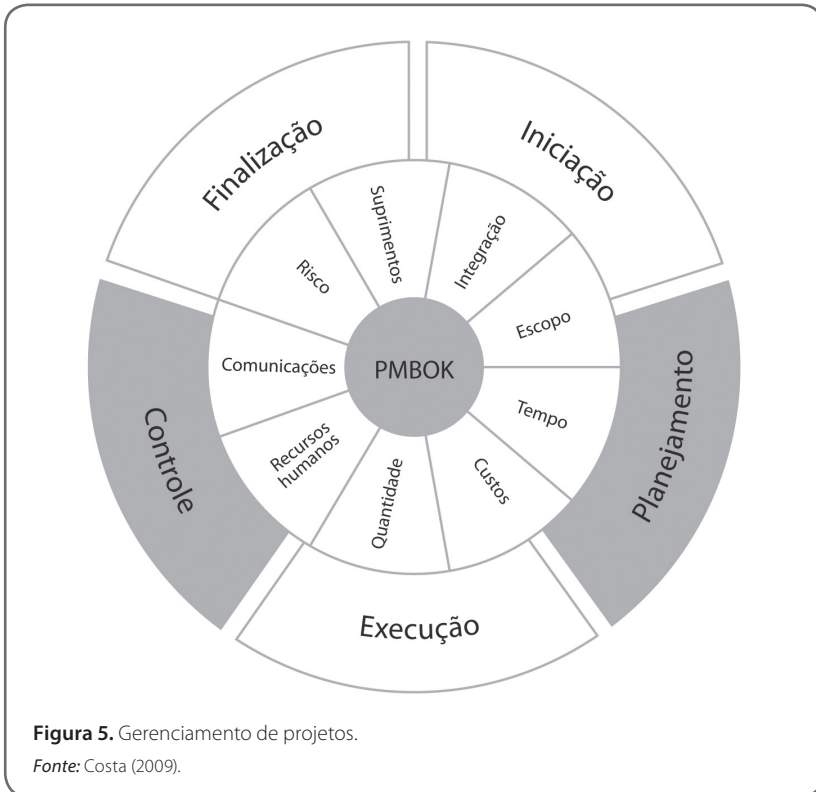 Finalização
Iniciação
Suprimentos
Integração
Risco
Escopo
Comunicações
PMBOK
Tempo
Controle
Planejamento
Recursos
humanos
Quantidade
Custos
Execução
Figura 5. Gerenciamento de projetos.
Fonte: Costa (2009).